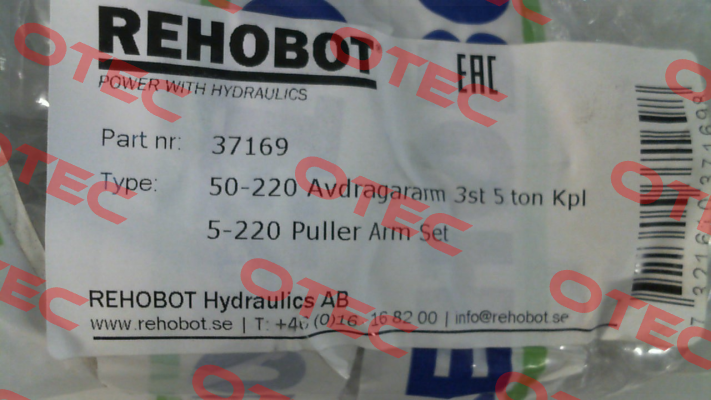 REHOBOT
EAC
POWER WITH HYDRAULICS
Part nr: 37169
Type: 50-220 Avdragararm 3st 5 ton Kpl
5-220 Puller Arm Set
REHOBOT Hydraulics AB
www.rehobot.se | T: +46 (0)16-16 82 00 | info@rehobot.se
OTEC